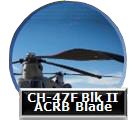 CH-47F Blk II
ACRB Blade